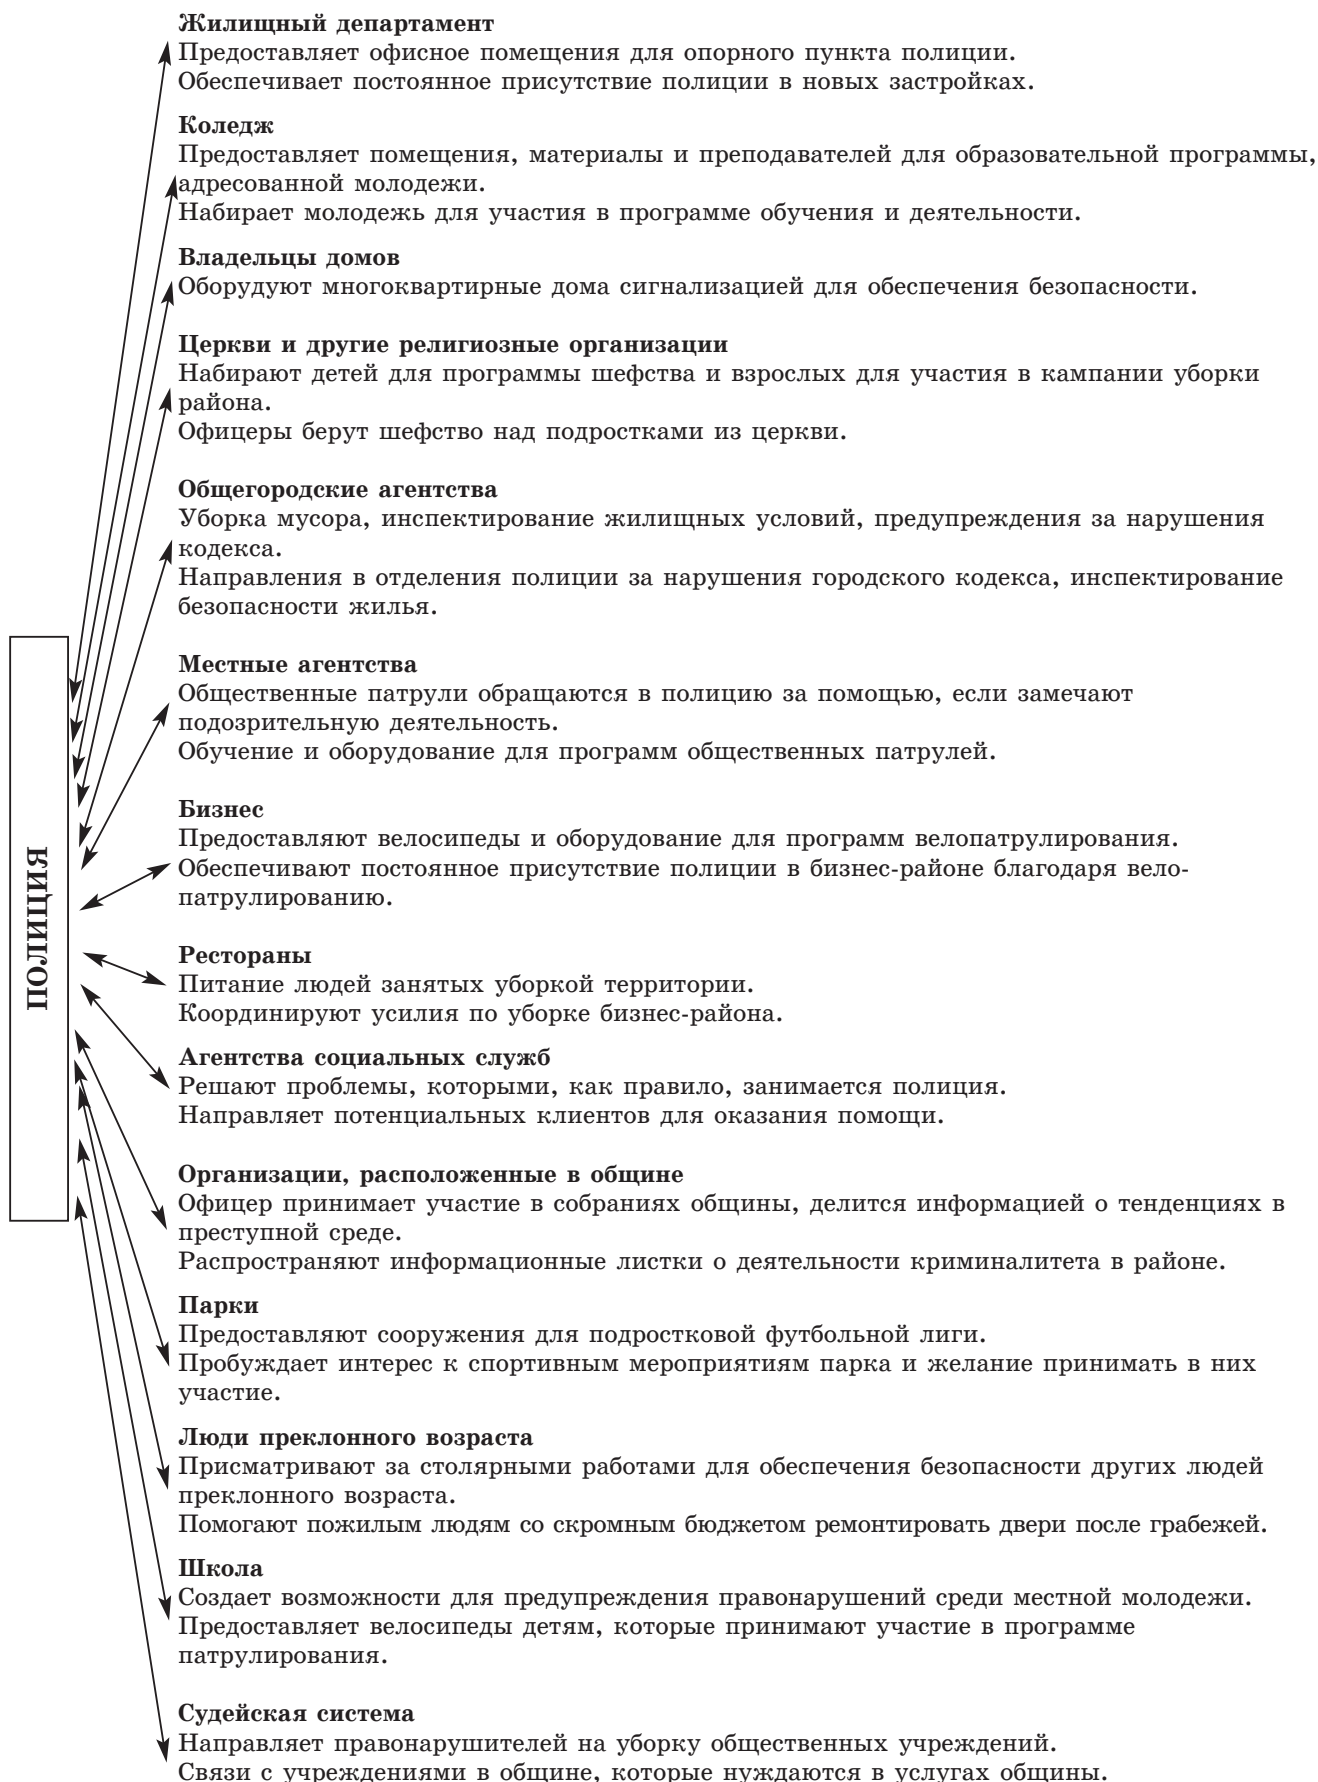 Жилищный департамент
Предоставляет офисное помещения для опорного пункта полиции.
Обеспечивает постоянное присутствие полиции в новых застройках.
Коледж
Предоставляет помещения, материалы и преподавателей для образовательной программы,
адресованной молодежи.
Набирает молодежь для участия в программе обучения и деятельности.
Владельцы домов
Оборудуют многоквартирные дома сигнализацией для обеспечения безопасности.
Церкви и другие религиозные организации
Набирают детей для программы шефства и взрослых для участия в кампании уборки
района.
Офицеры берут шефство над подростками из церкви.
Общегородские агентства
Уборка мусора, инспектирование жилищных условий, предупреждения за нарушения
кодекса.
Направления в отделения полиции за нарушения городского кодекса, инспектирование
безопасности жилья.
Местные агентства
Общественные патрули обращаются в полицию за помощью, если замечают
подозрительную деятельность.
Обучение и оборудование для программ общественных патрулей.
Бизнес
Предоставляют велосипеды и оборудование для программ велопатрулирования.
Обеспечивают постоянное присутствие полиции в бизнес-районе благодаря вело-
патрулированию.
ПОЛИЦИЯ
Рестораны
Питание людей занятых уборкой территории.
Координируют усилия по уборке бизнес-района.
Агентства социальных служб
Решают проблемы, которыми, как правило, занимается полиция.
Направляет потенциальных клиентов для оказания помощи.
Организации, расположенные в общине
Офицер принимает участие в собраниях общины, делится информацией о тенденциях в
преступной среде.
Распространяют информационные листки о деятельности криминалитета в районе.
Парки
Предоставляют сооружения для подростковой футбольной лиги.
Пробуждает интерес к спортивным мероприятиям парка и желание принимать в них
участие.
Люди преклонного возраста
Присматривают за столярными работами для обеспечения безопасности других людей
преклонного возраста.
Помогают пожилым людям со скромным бюджетом ремонтировать двери после грабежей.
Школа
Создает возможности для предупреждения правонарушений среди местной молодежи.
Предоставляет велосипеды детям, которые принимают участие в программе
патрулирования.
Судейская система
Направляет правонарушителей на уборку общественных учреждений.
Связи с учреждениями в общине, которые нуждаются в услугах общины.